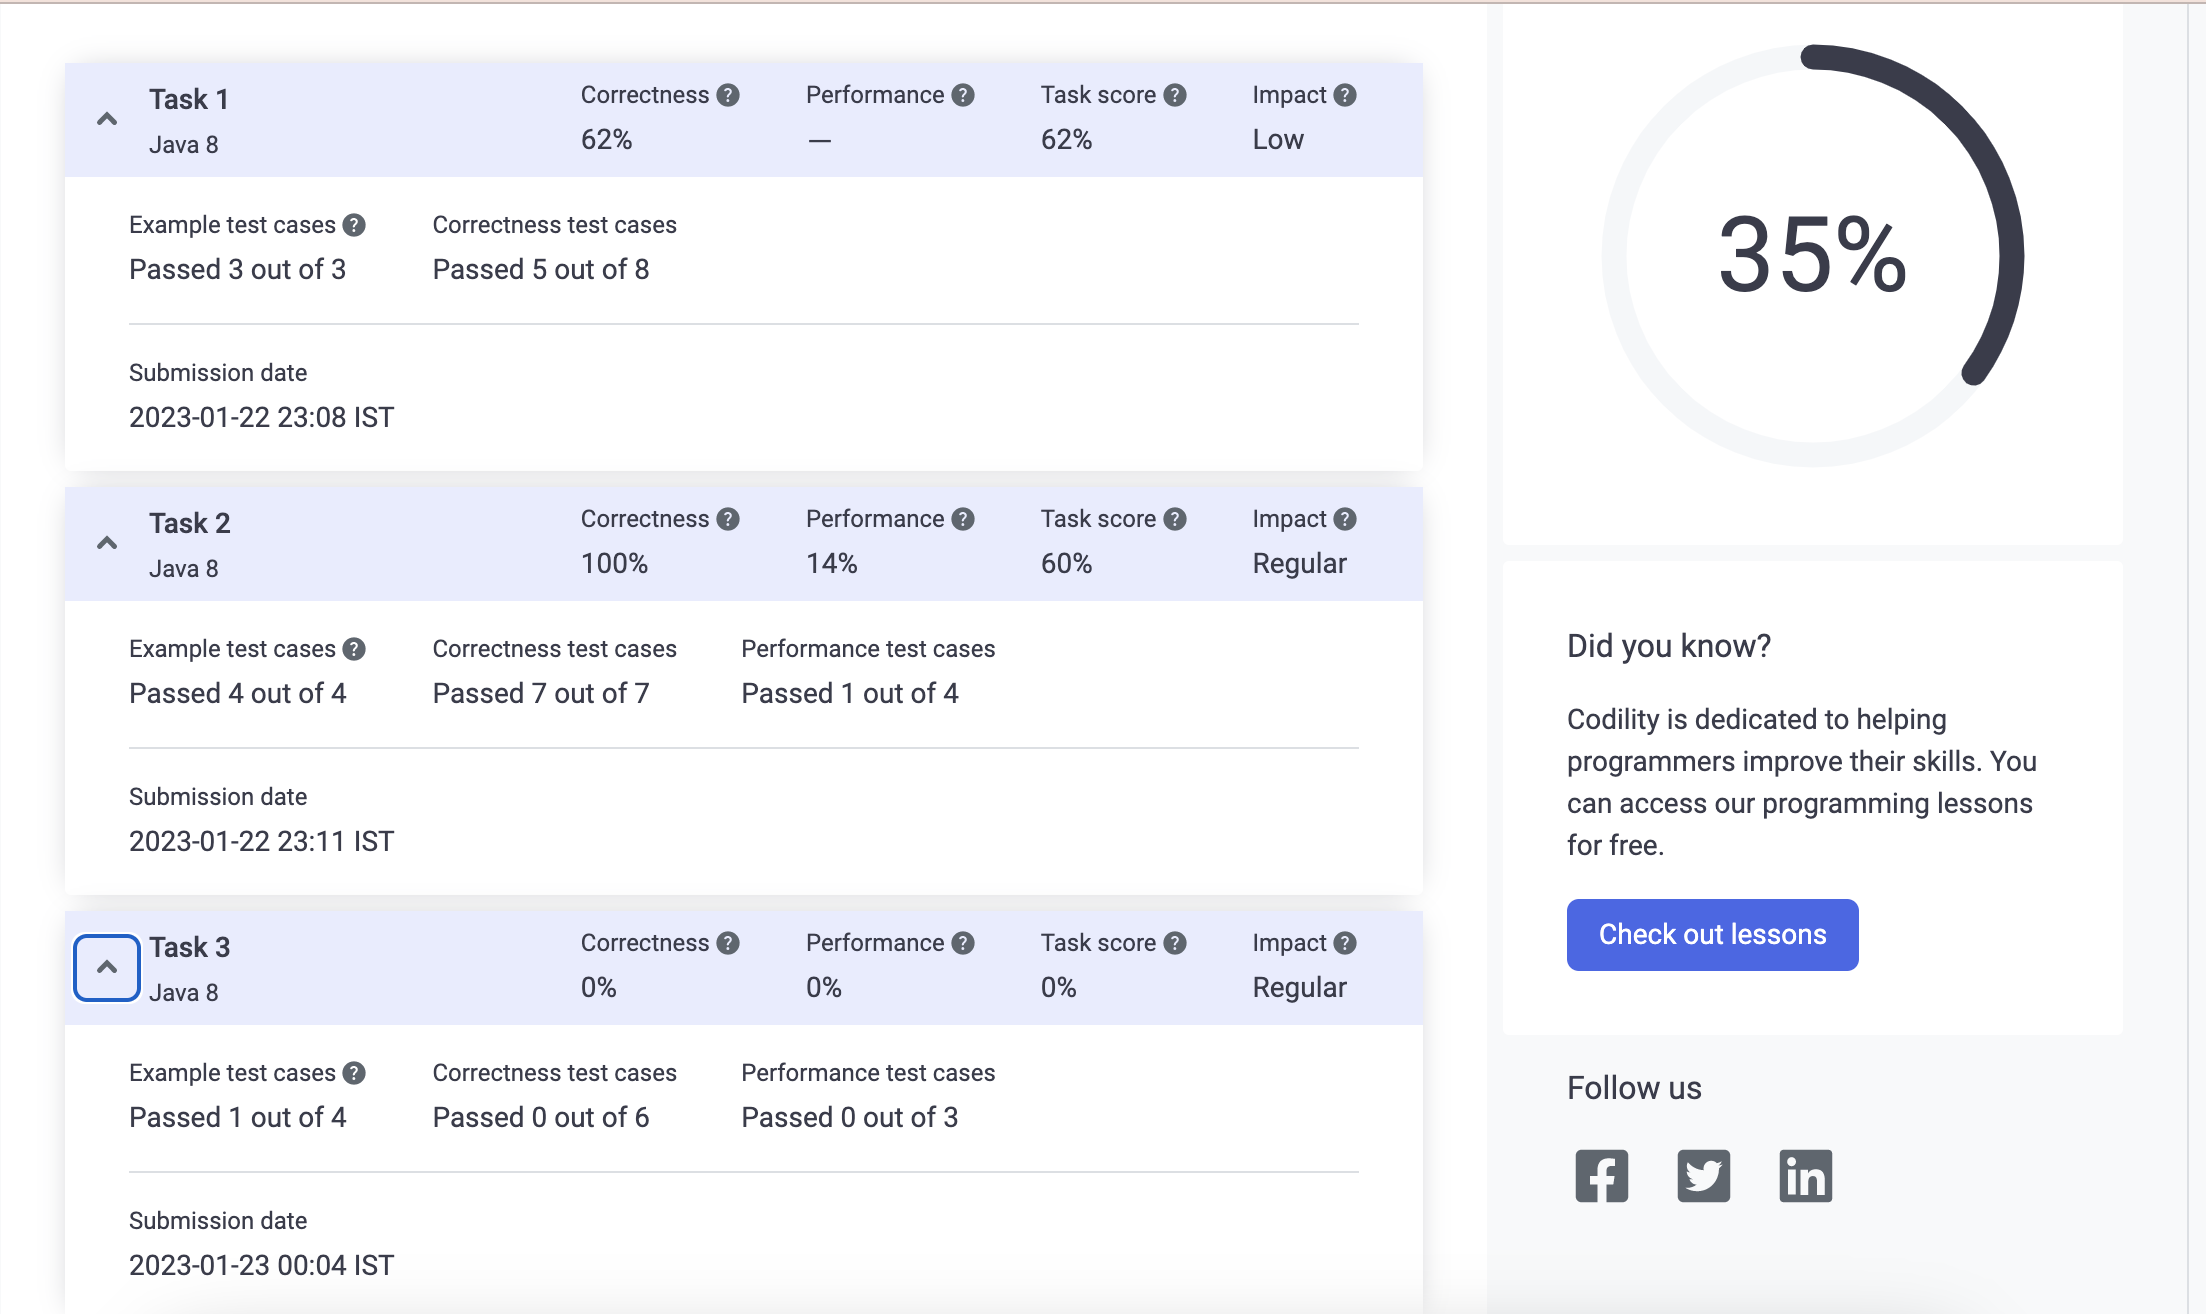 Task 1
Java 8
Correctness ?
62%
Performance ?
—
Task score ?
62%
Impact ?
Low
Example test cases ?
Passed 3 out of 3
Correctness test cases
Passed 5 out of 8
Submission date
2023-01-22 23:08 IST
Task 2
Java 8
Correctness ?
100%
Performance ?
14%
Task score ?
60%
Impact ?
Regular
Example test cases ?
Passed 4 out of 4
Correctness test cases
Passed 7 out of 7
Performance test cases
Passed 1 out of 4
Submission date
2023-01-22 23:11 IST
Task 3
Java 8
Correctness ?
0%
Performance ?
0%
Task score ?
0%
Impact ?
Regular
Example test cases ?
Passed 1 out of 4
Correctness test cases
Passed 0 out of 6
Performance test cases
Passed 0 out of 3
Submission date
2023-01-23 00:04 IST
35%
Did you know?
Codility is dedicated to helping
programmers improve their skills. You
can access our programming lessons
for free.
Check out lessons
Follow us